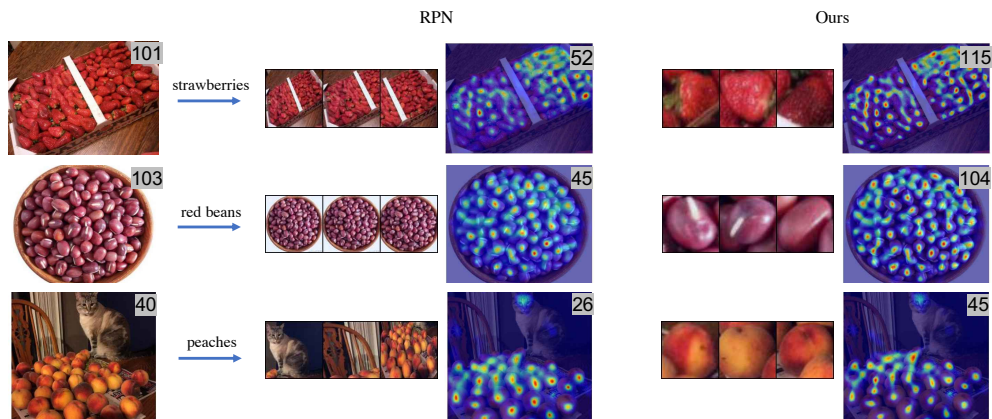 RPN
Ours
101
strawberries
52
115
103
red beans
45
104
40
peaches
26
45